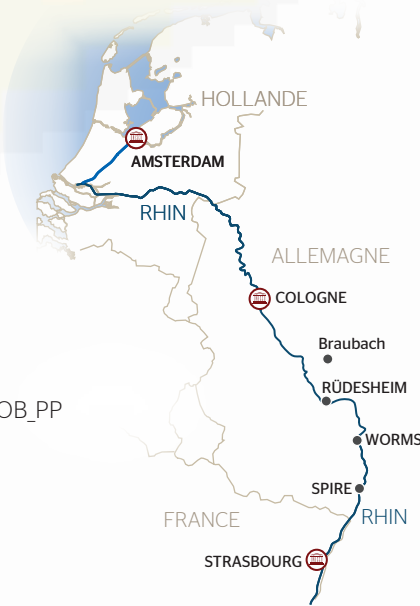 HOLLANDE
AMSTERDAM
RHIN
ALLEMAGNE
COLOGNE
Braubach
RÜDESHEIM
OB_PP
WORMS
SPIRE
RHIN
FRANCE
STRASBOURG